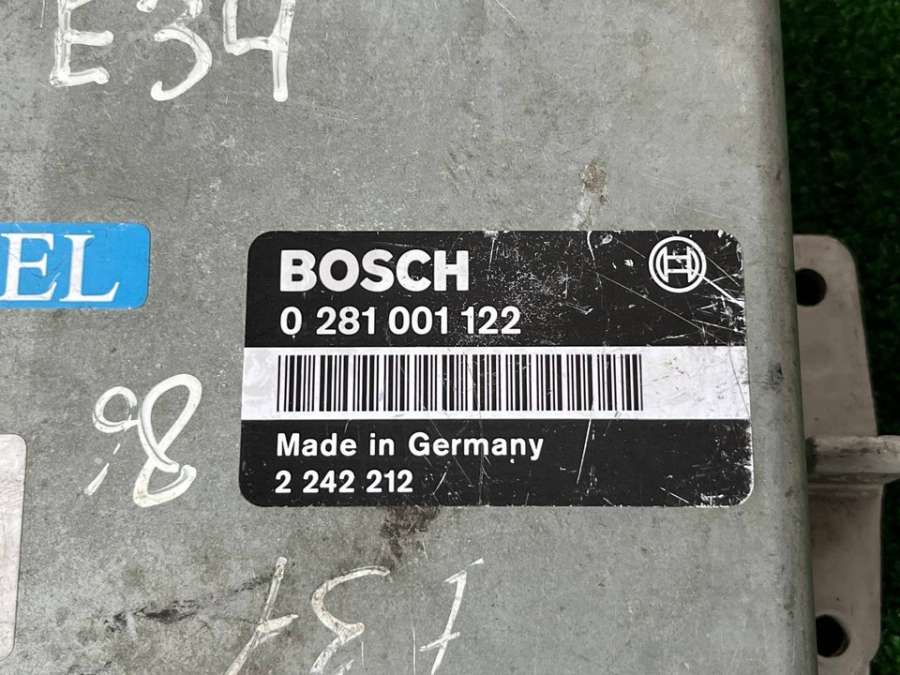 E34
EL
BOSCH
0 281 001 122
Made in Germany
2 242 212